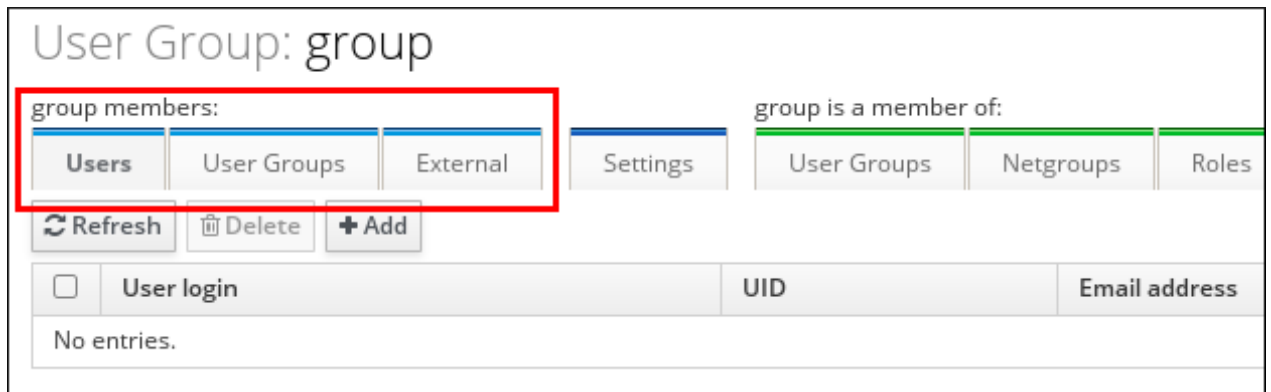 User Group: group
group members: group is a member of:
Users User Groups External Settings User Groups Netgroups Roles
Refresh Delete Add
User login UID Email address
No entries.